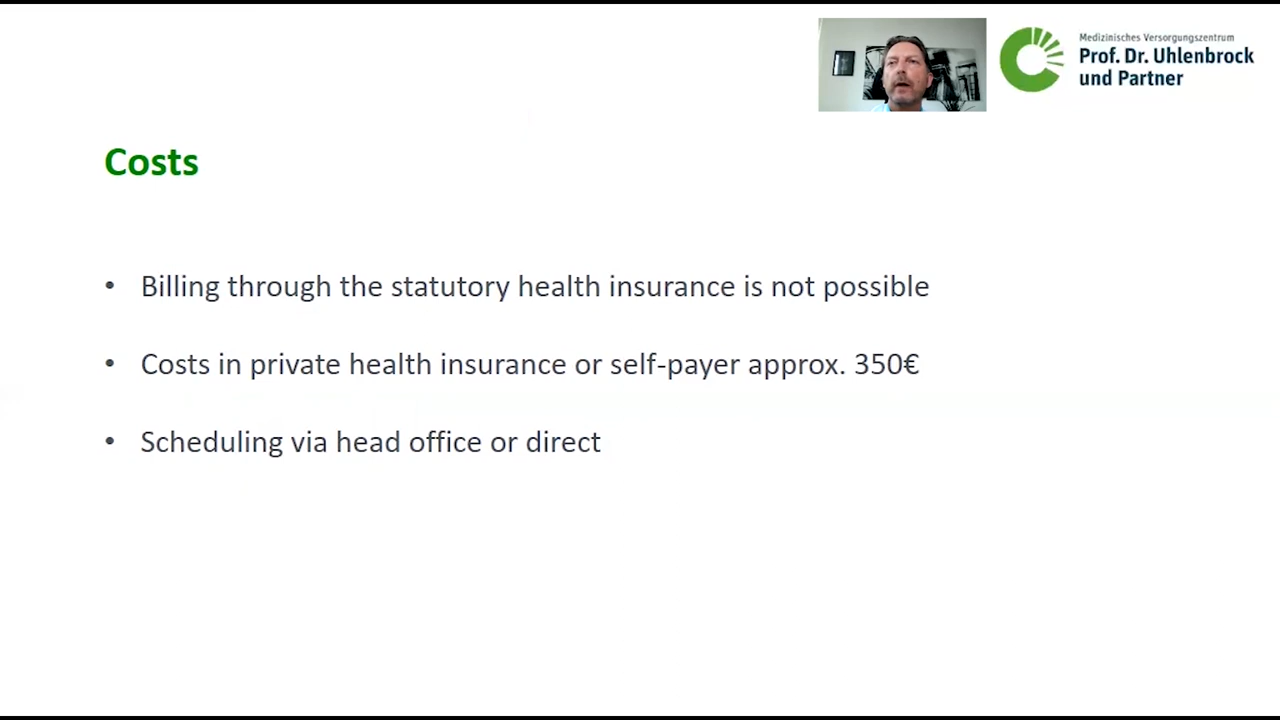 Medizinisches Versorgungszentrum
Prof. Dr. Uhlenbrock
und Partner
Costs
• Billing through the statutory health insurance is not possible
• Costs in private health insurance or self-payer approx. 350€
• Scheduling via head office or direct